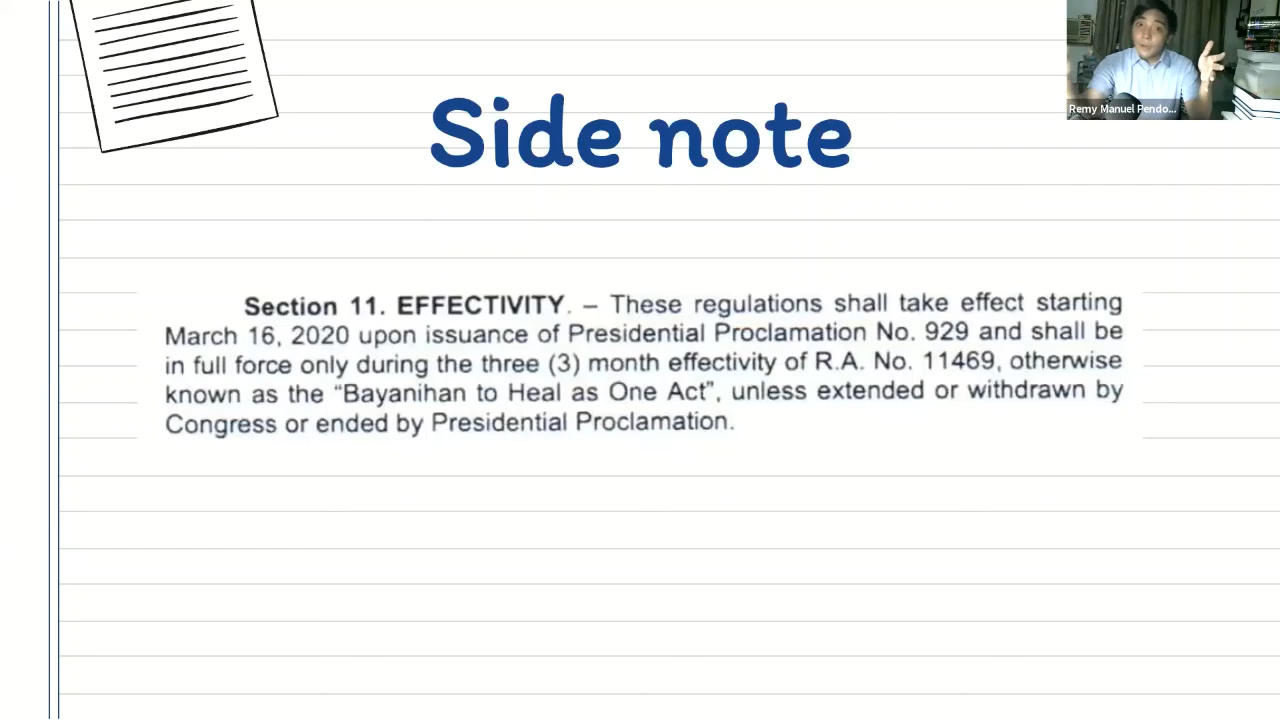 Remy Manuel Pendo...
Side note
Section 11. EFFECTIVITY. – These regulations shall take effect starting
March 16, 2020 upon issuance of Presidential Proclamation No. 929 and shall be
in full force only during the three (3) month effectivity of R.A. No. 11469, otherwise
known as the “Bayanihan to Heal as One Act”, unless extended or withdrawn by
Congress or ended by Presidential Proclamation.